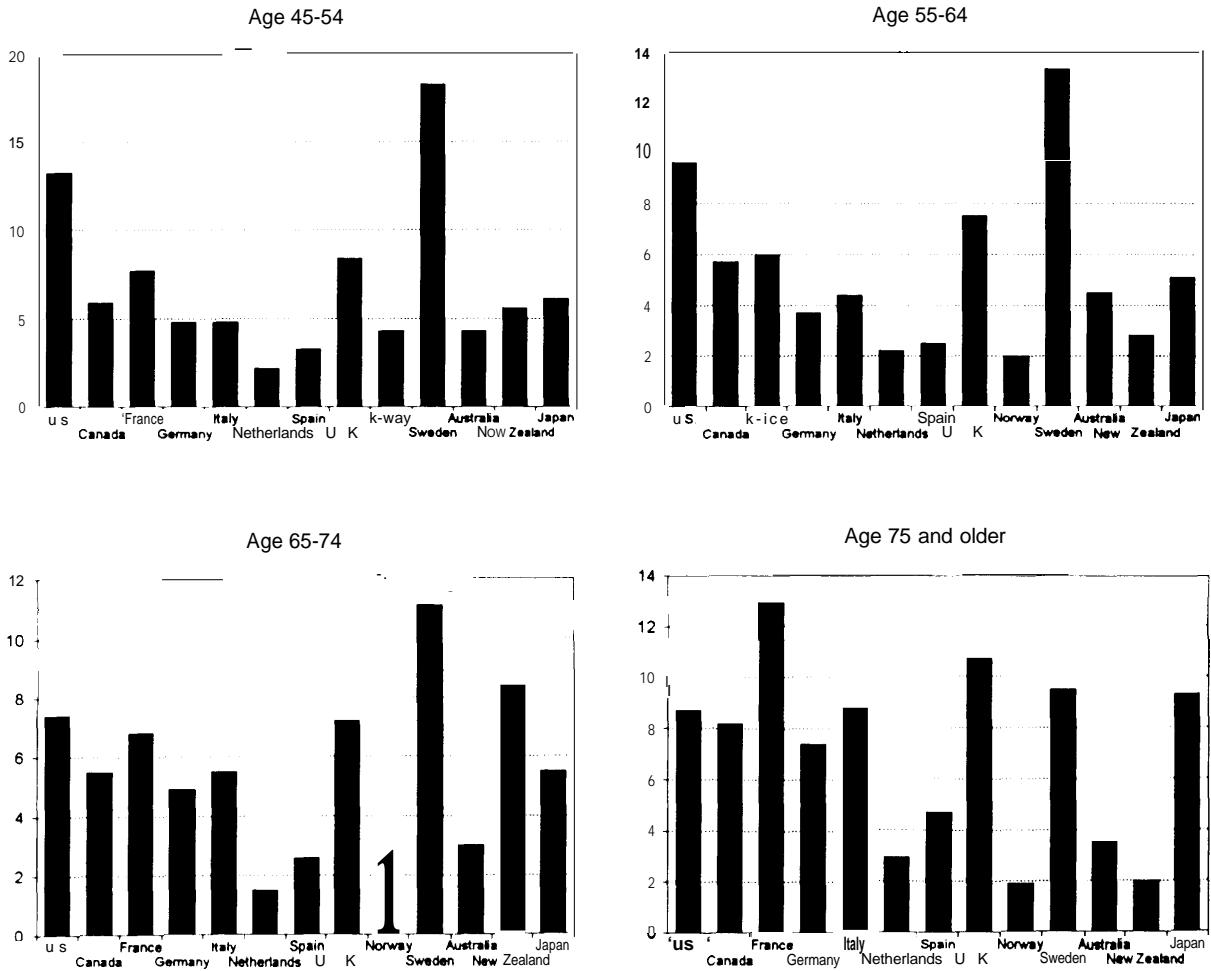 Age 45-54
20
15
10
5
0
u s 'France Italy Spain k-way Australia Japan
Canada Germany Netherlands U K Sweden Now Zealand
Age 55-64
14
12
10
8
6
4
2
0
u s k-ice Italy Spain Norway Australia Japan
Canada Germany Netherlands U K Sweden New Zealand
Age 65-74
12
10
8
6
4
2
0
1
u s France Italy Spain Norway Australia Japan
Canada Germany Netherlands U K Sweden New Zealand
Age 75 and older
14
12
10
8
6
4
2
0
'us ' France Italy Spain Norway Australia Japan
Canada Germany Netherlands U K Sweden New Zealand